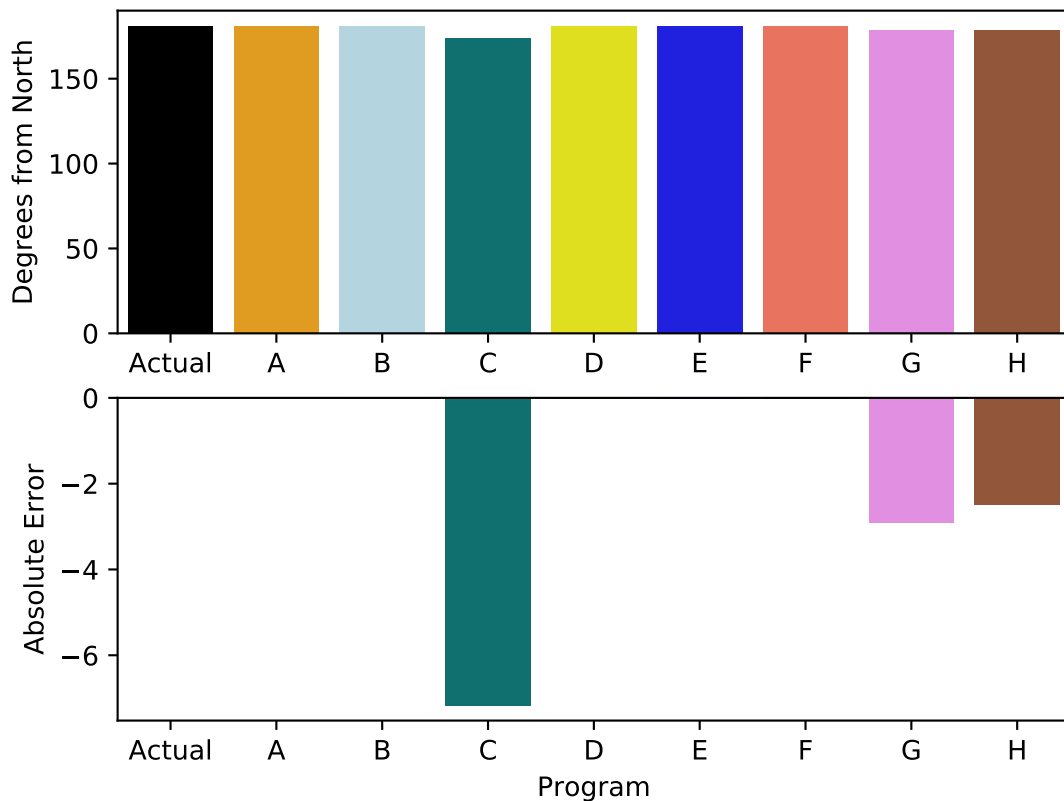 Degrees from North
150
100
50
0
Actual A B C D E F G H
Absolute Error
0
−2
−4
−6
Actual A B C D E F G H
Program